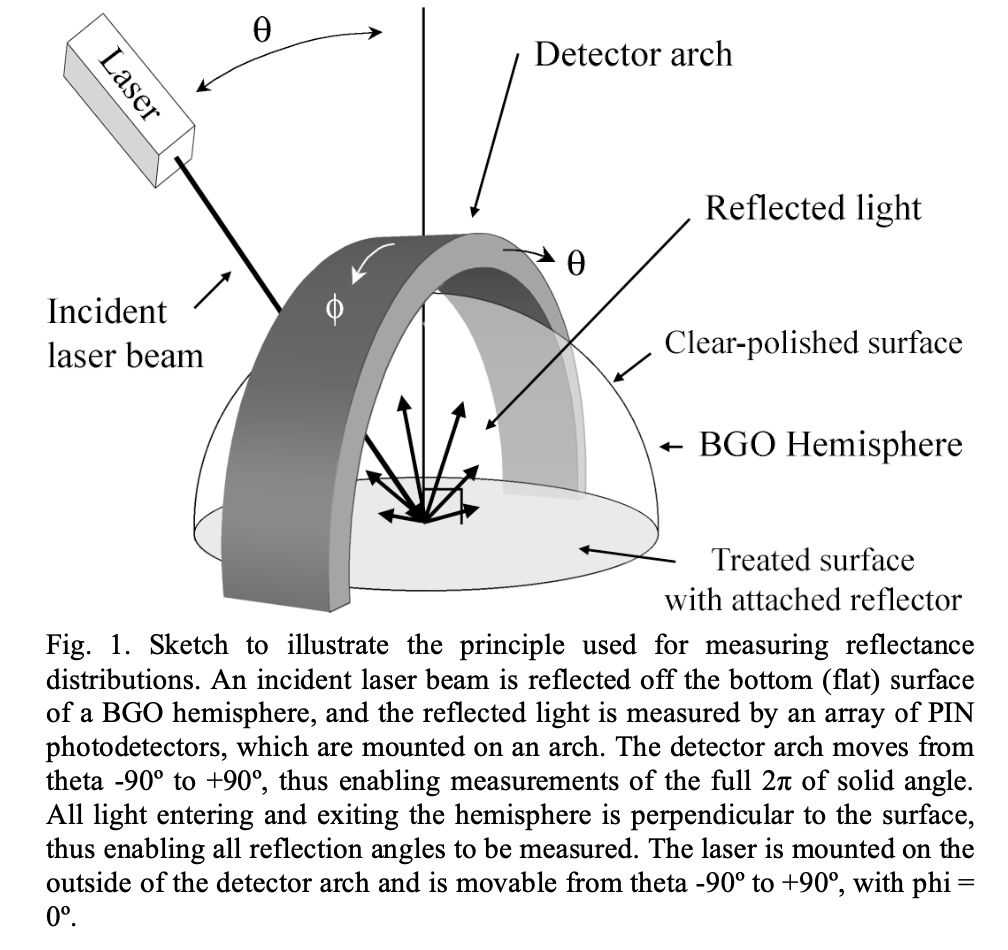 θ
Laser
Detector arch
Reflected light
θ
ϕ
Incident
laser beam
Clear-polished surface
BGO Hemisphere
Treated surface
with attached reflector
Fig. 1. Sketch to illustrate the principle used for measuring reflectance
distributions. An incident laser beam is reflected off the bottom (flat) surface
of a BGO hemisphere, and the reflected light is measured by an array of PIN
photodetectors, which are mounted on an arch. The detector arch moves from
theta -90º to +90º, thus enabling measurements of the full 2π of solid angle.
All light entering and exiting the hemisphere is perpendicular to the surface,
thus enabling all reflection angles to be measured. The laser is mounted on the
outside of the detector arch and is movable from theta -90º to +90º, with phi =
0º.